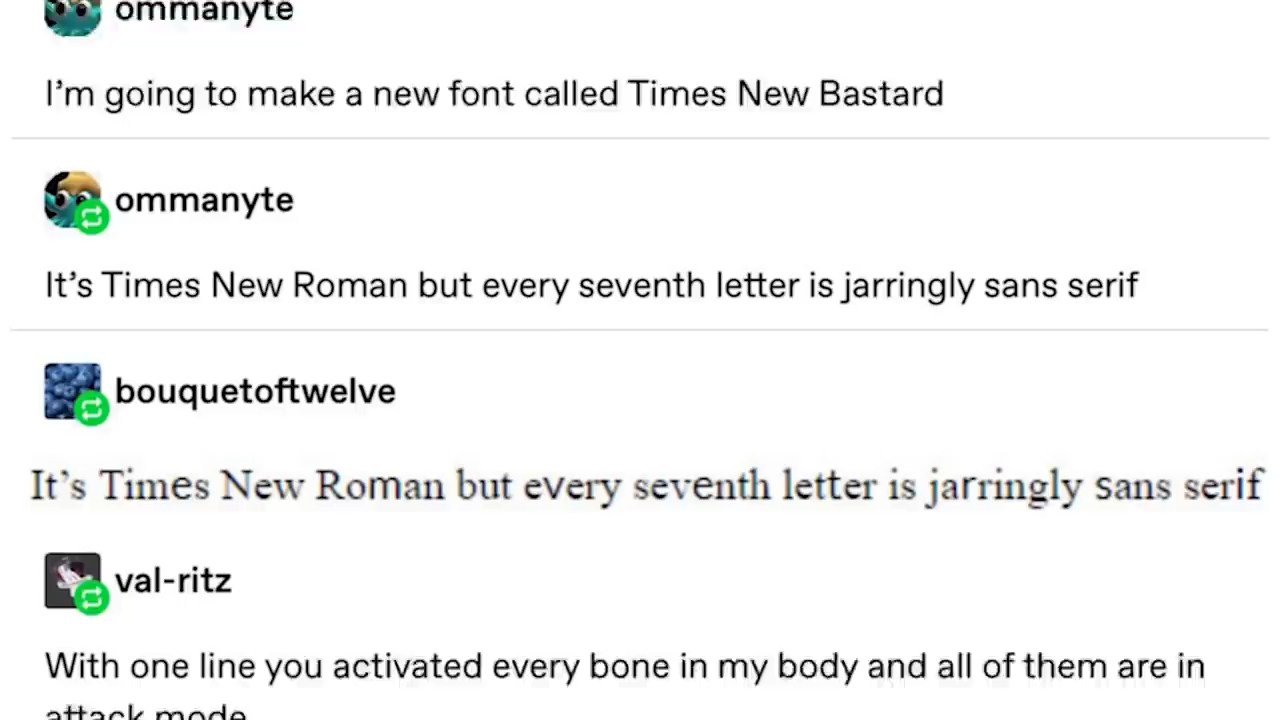 ommanyte
I’m going to make a new font called Times New Bastard
ommanyte
It’s Times New Roman but every seventh letter is jarringly sans serif
bouquetoftwelve
It’s Times New Roman but every seventh letter is jarringly sans serif
val-ritz
With one line you activated every bone in my body and all of them are in
attack mode